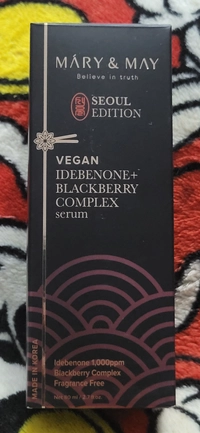 MÁRY & MAY
Believe in truth
SEOUL
EDITION
VEGAN
IDEBENONE+
BLACKBERRY
COMPLEX
serum
MADE IN KOREA
Idebenone 1,000ppm
Blackberry Complex
Fragrance Free